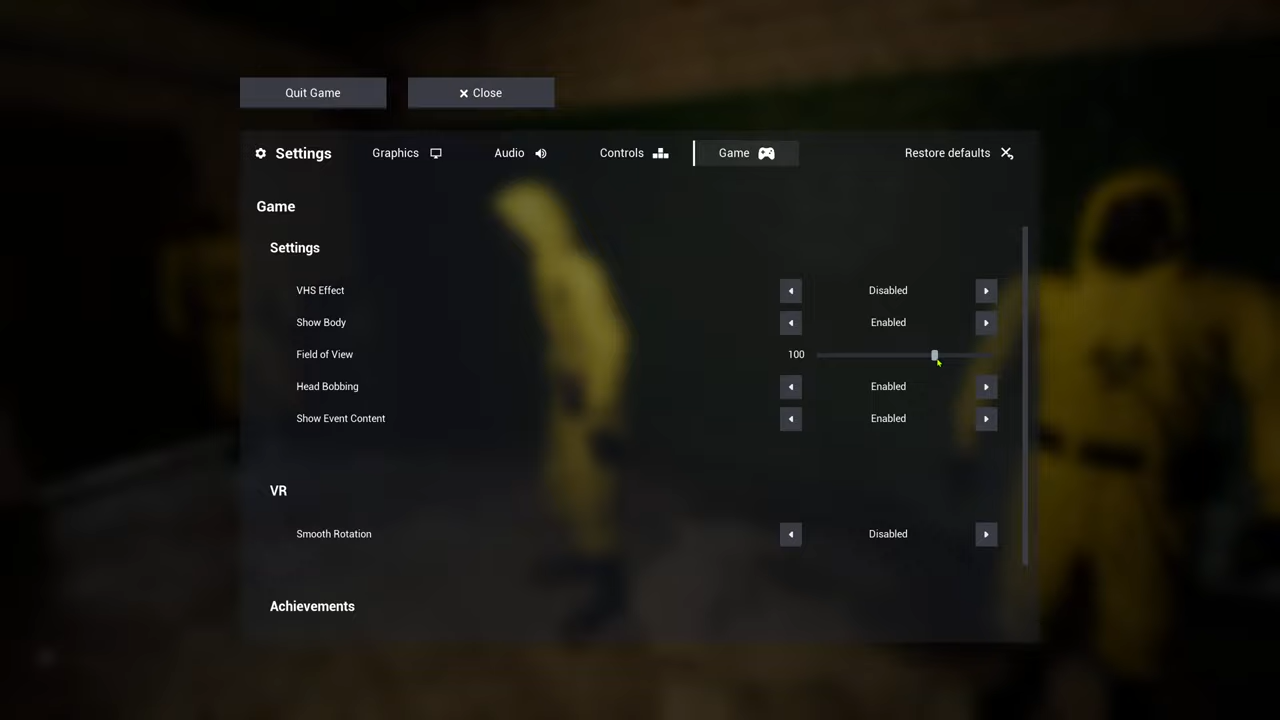 Quit Game
Close
Settings Graphics Audio Controls Game Restore defaults
Game
Settings
VHS Effect Disabled
Show Body Enabled
Field of View 100
Head Bobbing Enabled
Show Event Content Enabled
VR
Smooth Rotation Disabled
Achievements